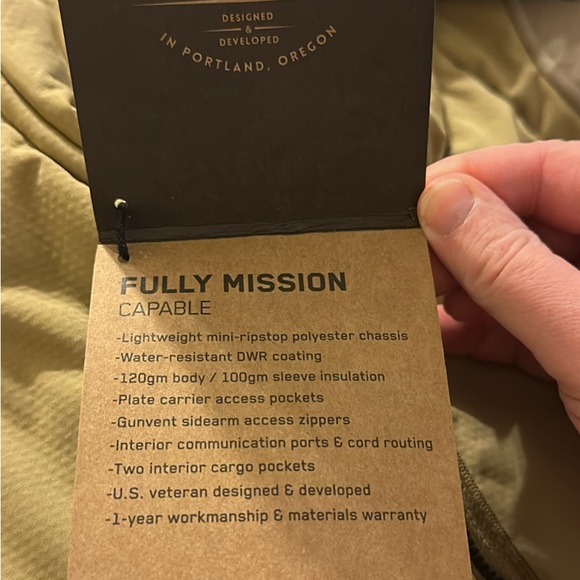 DESIGNED
&
DEVELOPED
IN PORTLAND, OREGON
FULLY MISSION
CAPABLE
-Lightweight mini-ripstop polyester chassis
-Water-resistant DWR coating
-120gm body / 100gm sleeve insulation
-Plate carrier access pockets
-Gunvent sidearm access zippers
-Interior communication ports & cord routing
-Two interior cargo pockets
-U.S. veteran designed & developed
-1-year workmanship & materials warranty